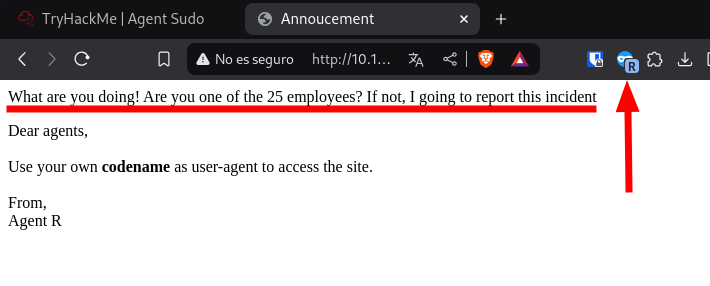 TryHackMe | Agent Sudo
Annoucement
No es seguro
http://10.1...
R
What are you doing! Are you one of the 25 employees? If not, I going to report this incident
Dear agents,
Use your own codename as user-agent to access the site.
From,
Agent R